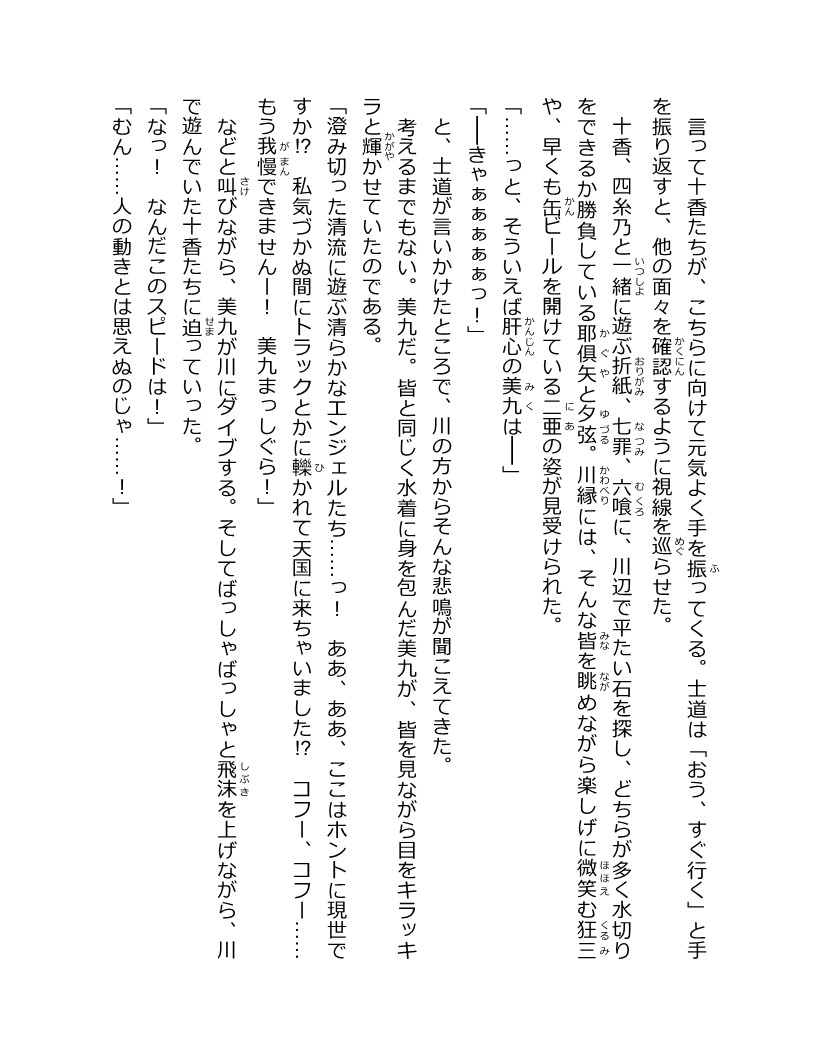 言って十香たちが、こちらに向けて元気よく手を振ってくる。士道は「おう、すぐ行く」と手
を振り返すと、他の面々を確認するように視線を巡らせた。
十香、四糸乃と一緒に遊ぶ折紙、七罪、六喰に、川辺で平たい石を探し、どちらが多く水切り
をできるか勝負している耶倶矢と夕弦。川縁には、そんな皆を眺めながら楽しげに微笑む狂三
や、早くも缶ビールを開けている二亜の姿が見受けられた。
「……っと、そういえば肝心の美九は――」
「――きゃぁぁぁぁぁっ！」
と、士道が言いかけたところで、川の方からそんな悲鳴が聞こえてきた。
考えるまでもない。美九だ。皆と同じく水着に身を包んだ美九が、皆を見ながら目をキラッキ
ラと輝かせていたのである。
「澄み切った清流に遊ぶ清らかなエンジェルたち……っ！　ああ、ああ、ここはホントに現世で
すか⁉　私気づかぬ間にトラックとかに轢かれて天国に来ちゃいました⁉　コフー、コフー……
もう我慢できませんー！　美九まっしぐら！」
などと叫びながら、美九が川にダイブする。そしてばっしゃばっしゃと飛沫を上げながら、川
で遊んでいた十香たちに迫っていった。
「なっ！　なんだこのスピードは！」
「むん……人の動きとは思えぬのじゃ……！」